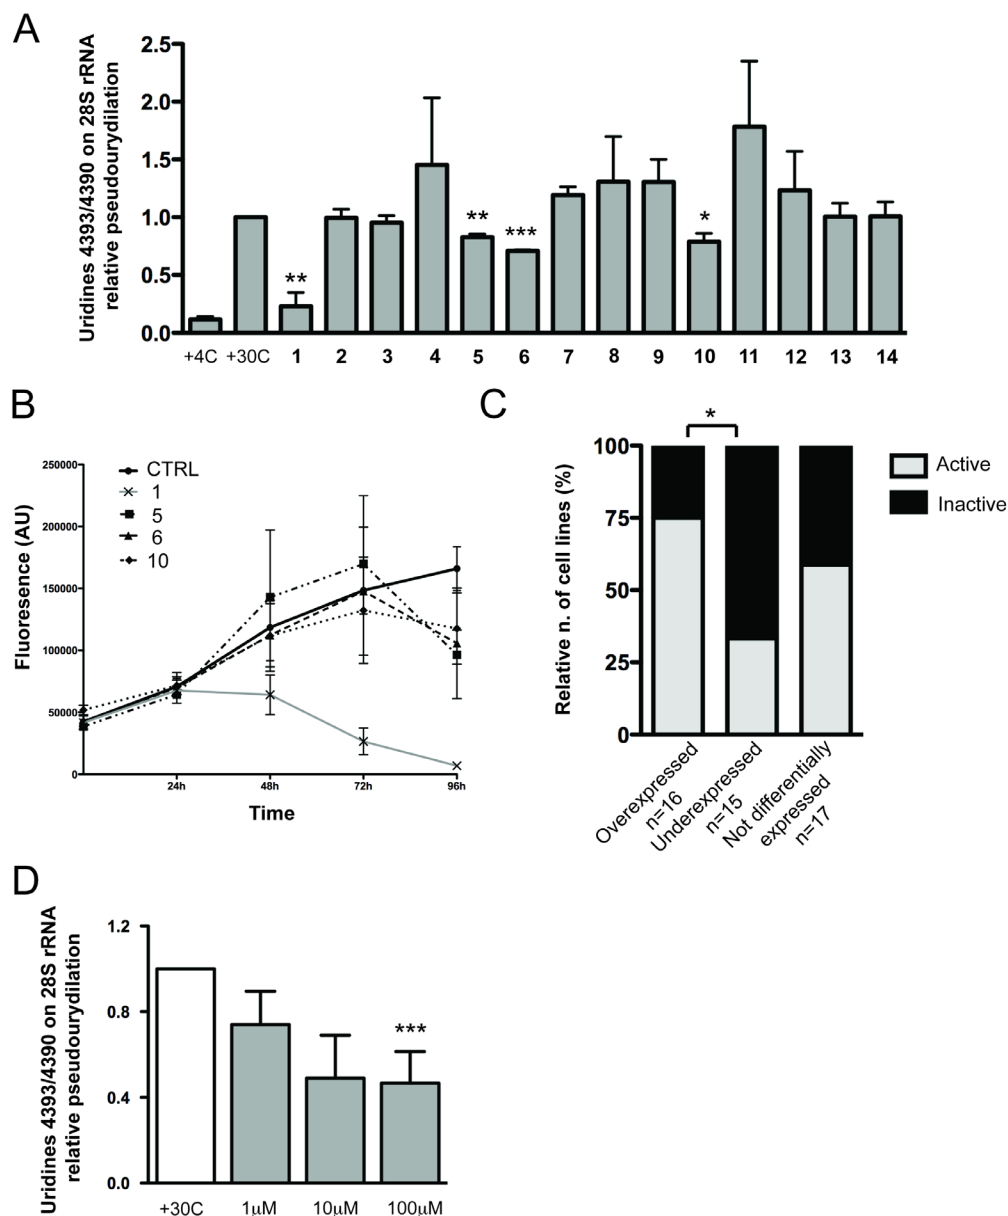 A
Uridines 4393/4390 on 28S rRNA
relative pseudourydilation
2.5
2.0
1.5
1.0
0.5
0.0
**
**
***
*
+4C +30C 1 2 3 4 5 6 7 8 9 10 11 12 13 14
B
Fluoresence (AU)
250000
200000
150000
100000
50000
0
CTRL
1
5
6
10
24h 48h 72h 96h
Time
C
*
Relative n. of cell lines (%)
100
75
50
25
0
Active
Inactive
Overexpressed
n=16
Underexpressed
n=15
Not differentially
expressed
n=17
D
Uridines 4393/4390 on 28S rRNA
relative pseudourydilation
1.2
0.8
0.4
0.0
***
+30C 1µM 10µM 100µM